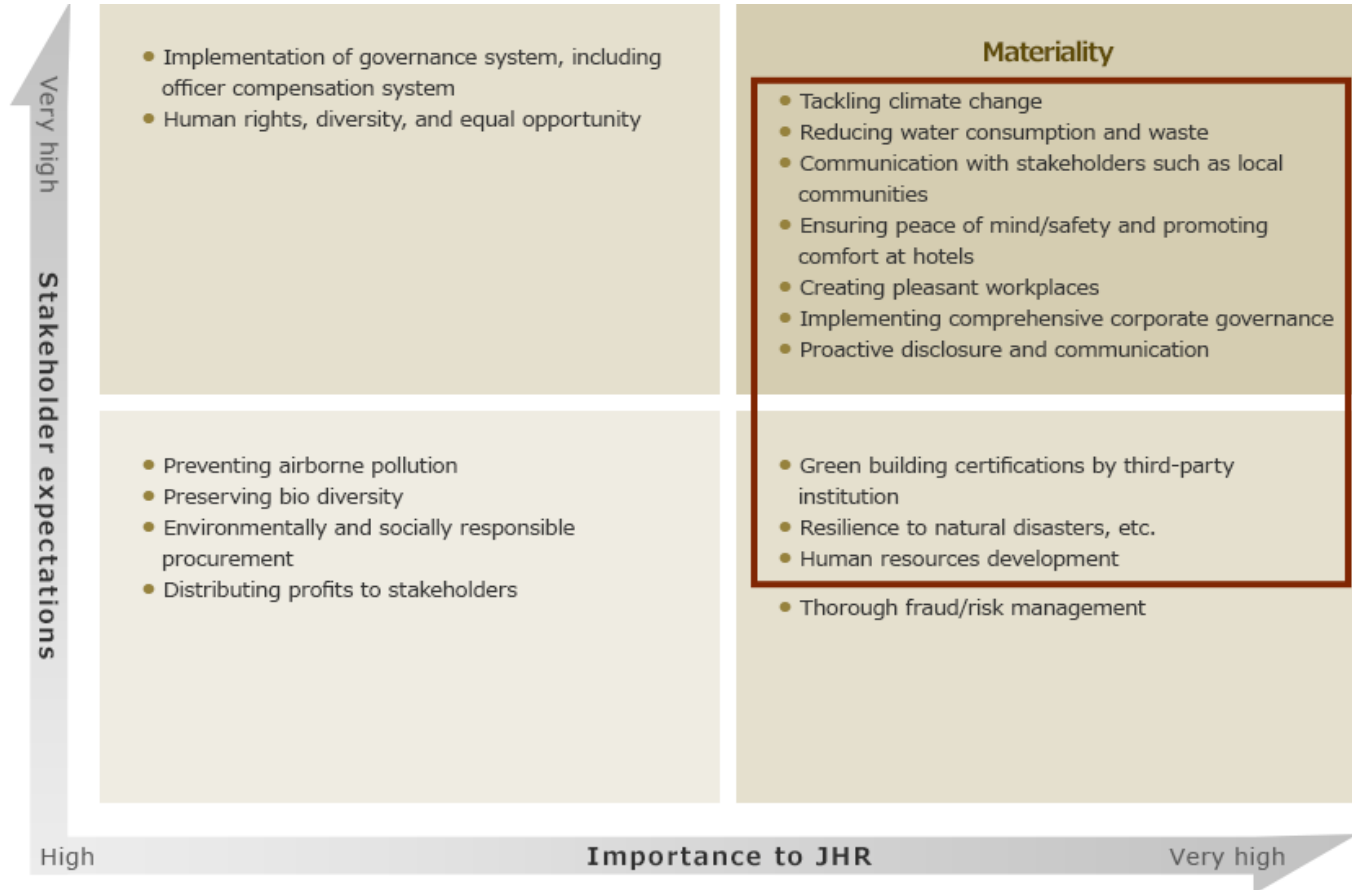 Very high
Stakeholder expectations
• Implementation of governance system, including
officer compensation system
• Human rights, diversity, and equal opportunity
Materiality
• Tackling climate change
• Reducing water consumption and waste
• Communication with stakeholders such as local
communities
• Ensuring peace of mind/safety and promoting
comfort at hotels
• Creating pleasant workplaces
• Implementing comprehensive corporate governance
• Proactive disclosure and communication
• Preventing airborne pollution
• Preserving bio diversity
• Environmentally and socially responsible
procurement
• Distributing profits to stakeholders
• Green building certifications by third-party
institution
• Resilience to natural disasters, etc.
• Human resources development
• Thorough fraud/risk management
High
Importance to JHR
Very high